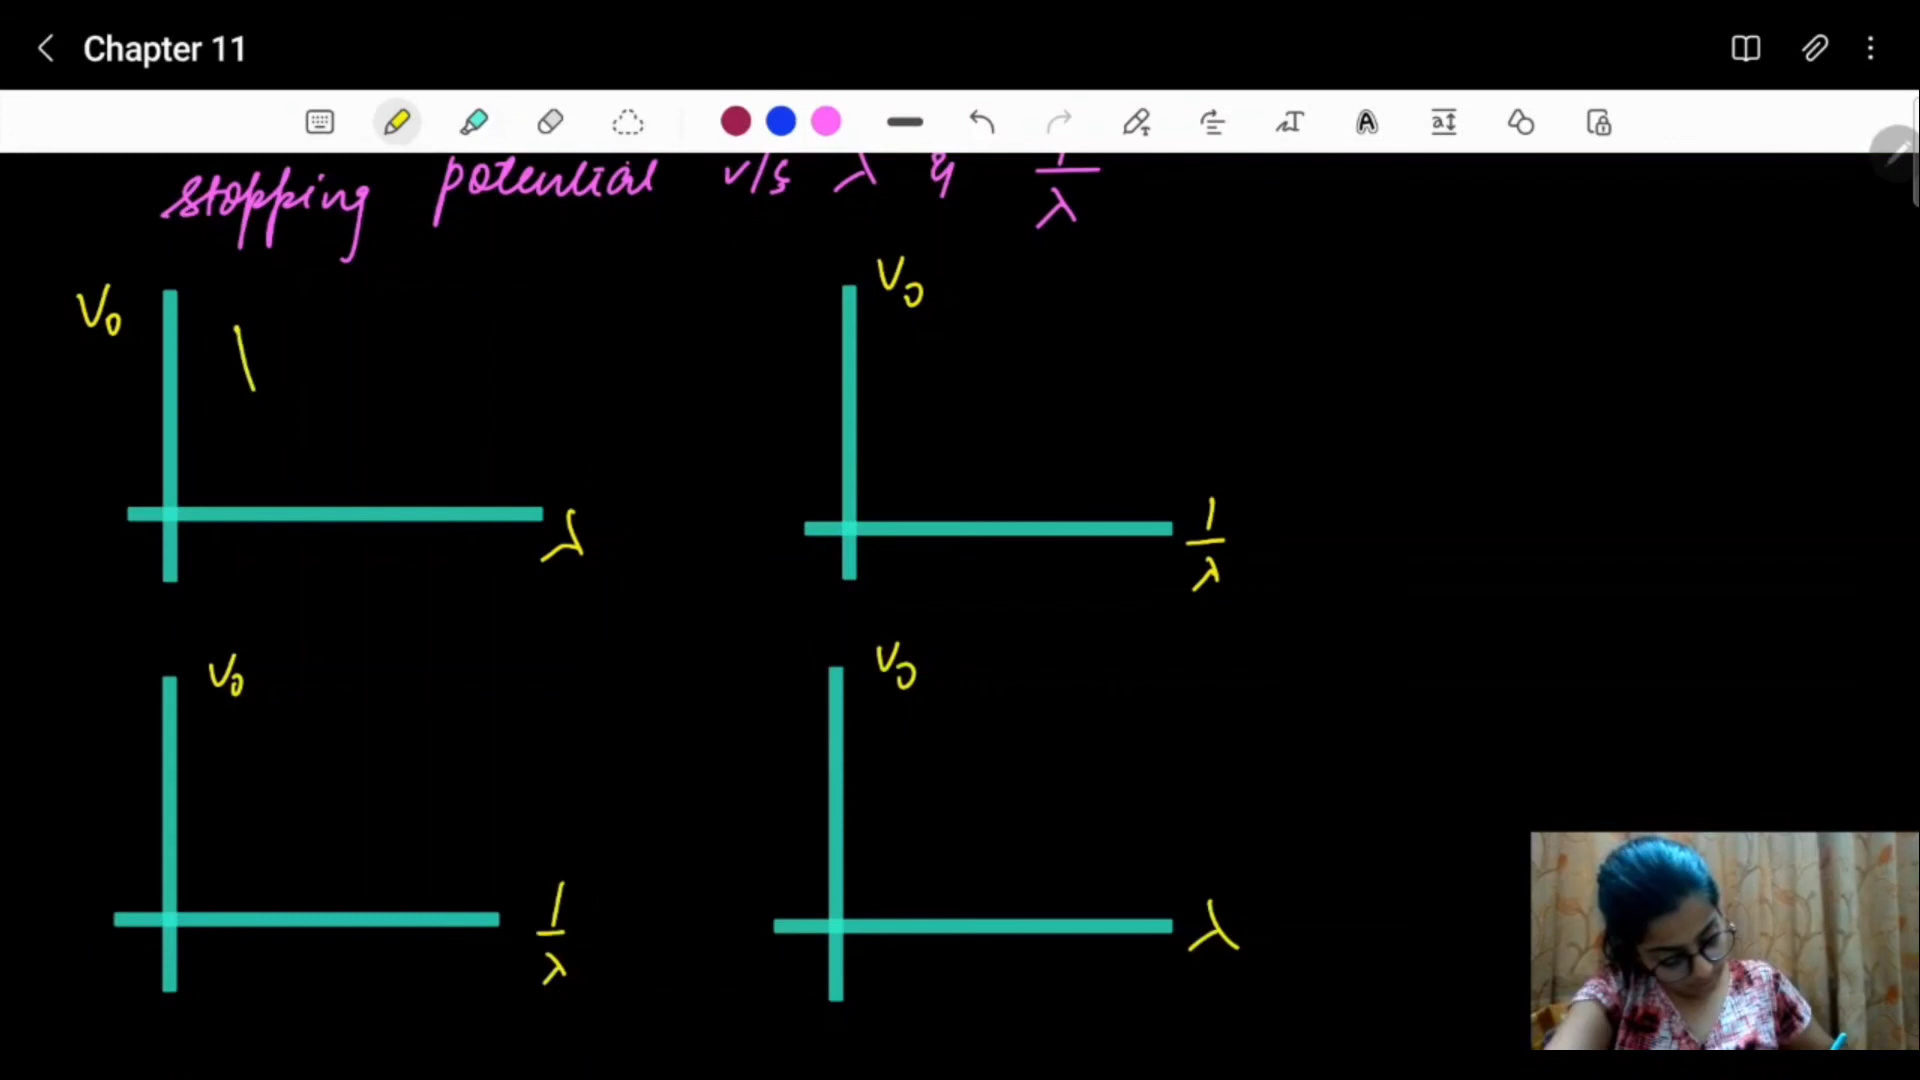 Chapter 11
stopping potential v/s λ & 1/λ
V₀
V₀
λ
1/λ
V₀
V₀
1/λ
λ